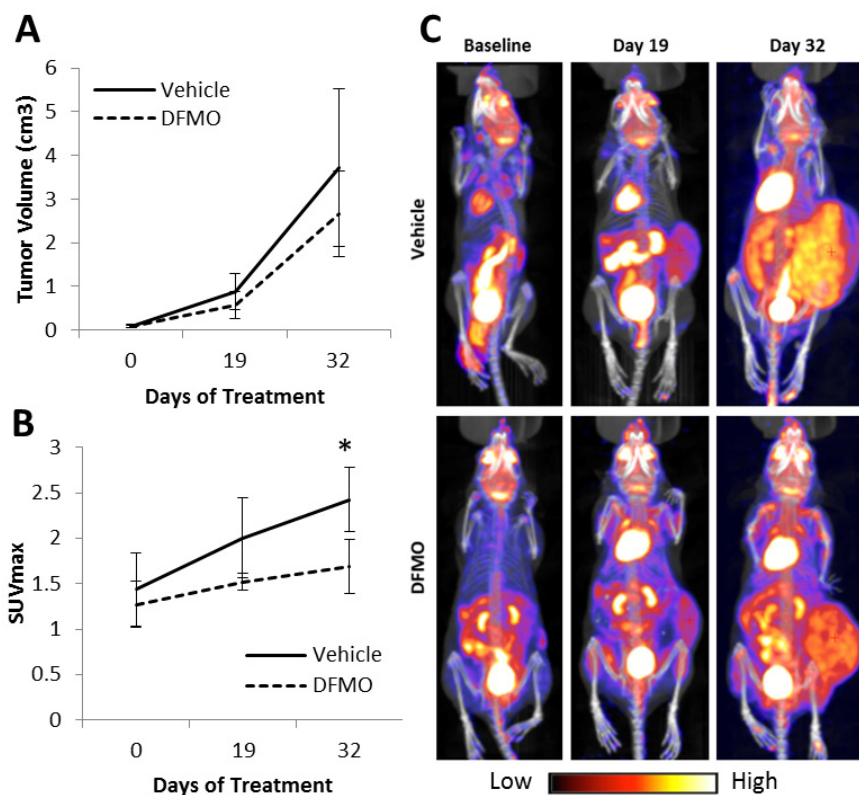 A
6
5
4
3
2
1
0
Tumor Volume (cm3)
Vehicle
DFMO
0 19 32
Days of Treatment
B
3
2.5
2
1.5
1
0.5
0
SUVmax
*
Vehicle
DFMO
0 19 32
Days of Treatment
C
Baseline Day 19 Day 32
Vehicle
DFMO
Low High